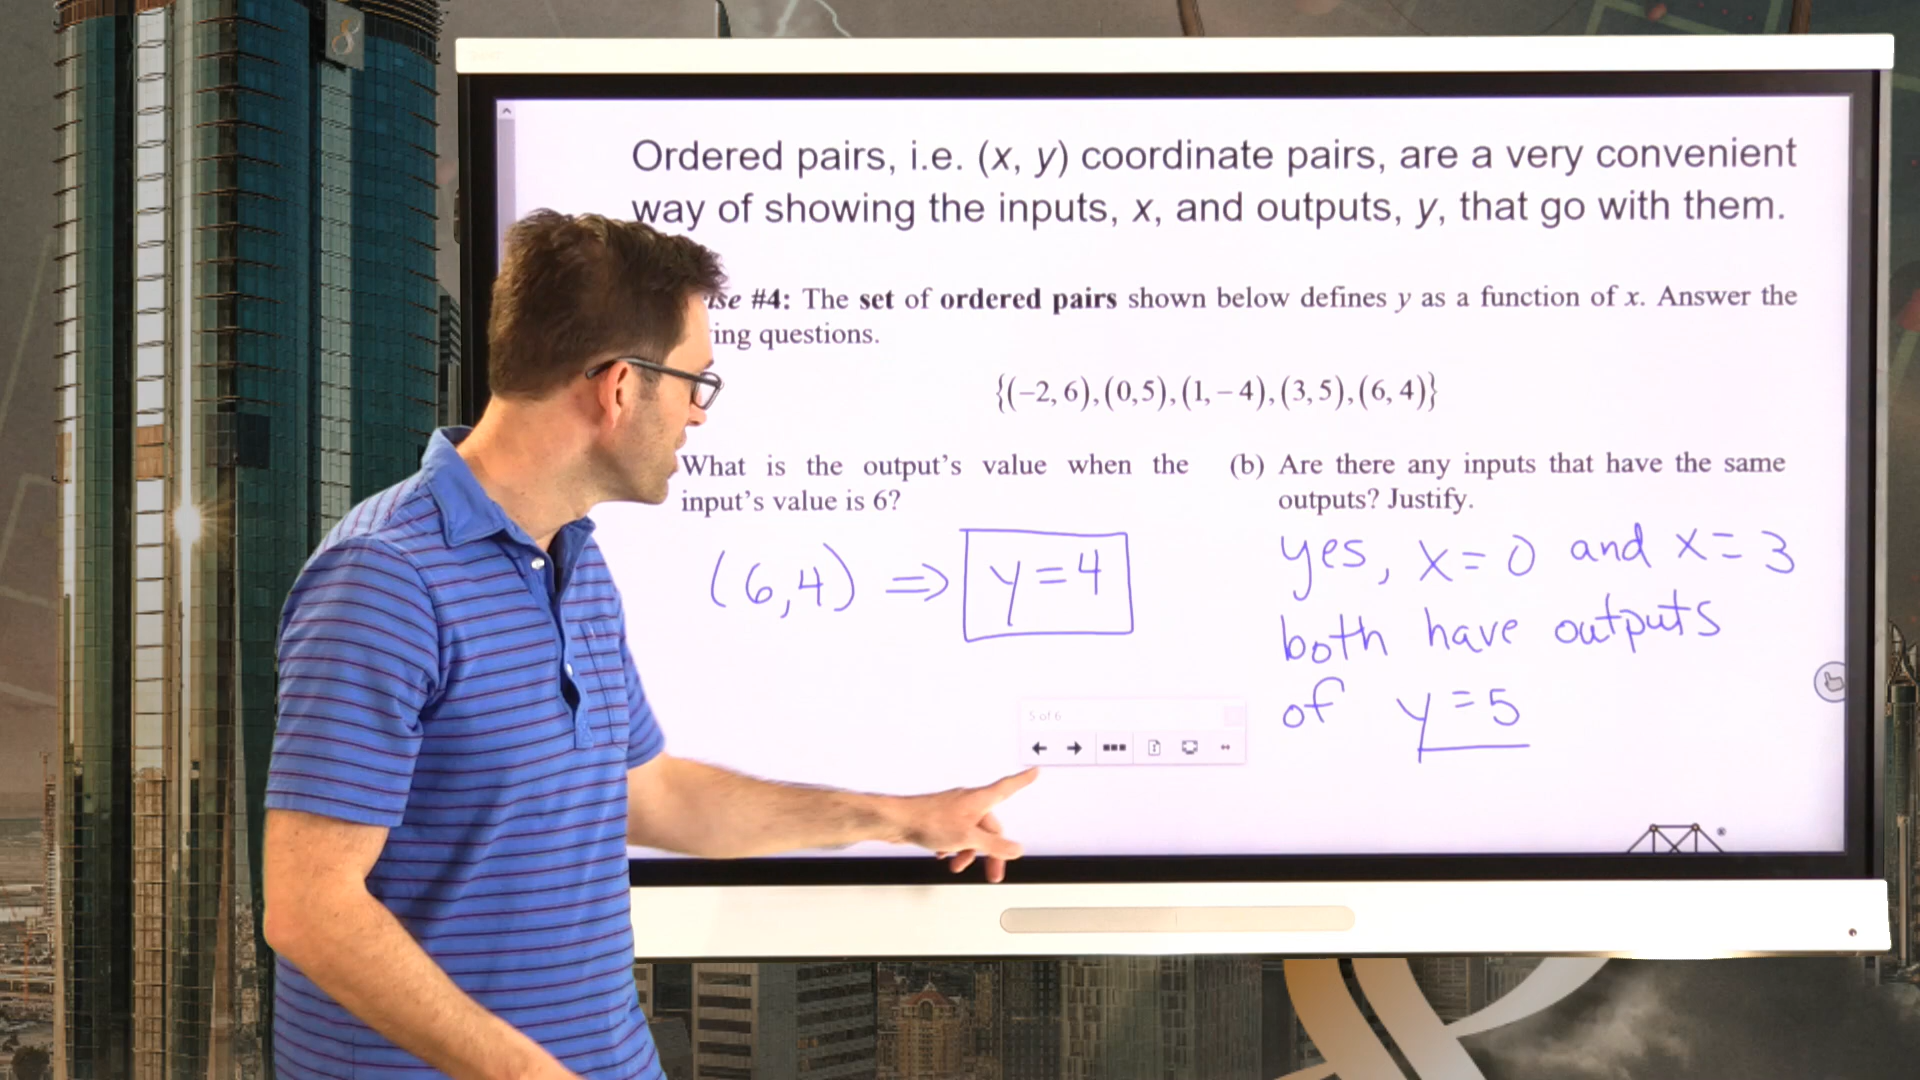 Ordered pairs, i.e. (x, y) coordinate pairs, are a very convenient
way of showing the inputs, x, and outputs, y, that go with them.
#4: The set of ordered pairs shown below defines y as a function of x. Answer the
questions.
{(−2, 6), (0,5), (1, − 4), (3, 5), (6, 4)}
What is the output's value when the
input's value is 6?
(6,4) ⇒ y=4
(b) Are there any inputs that have the same
outputs? Justify.
yes, x=0 and x=3
both have outputs
of y=5
5 of 6
8